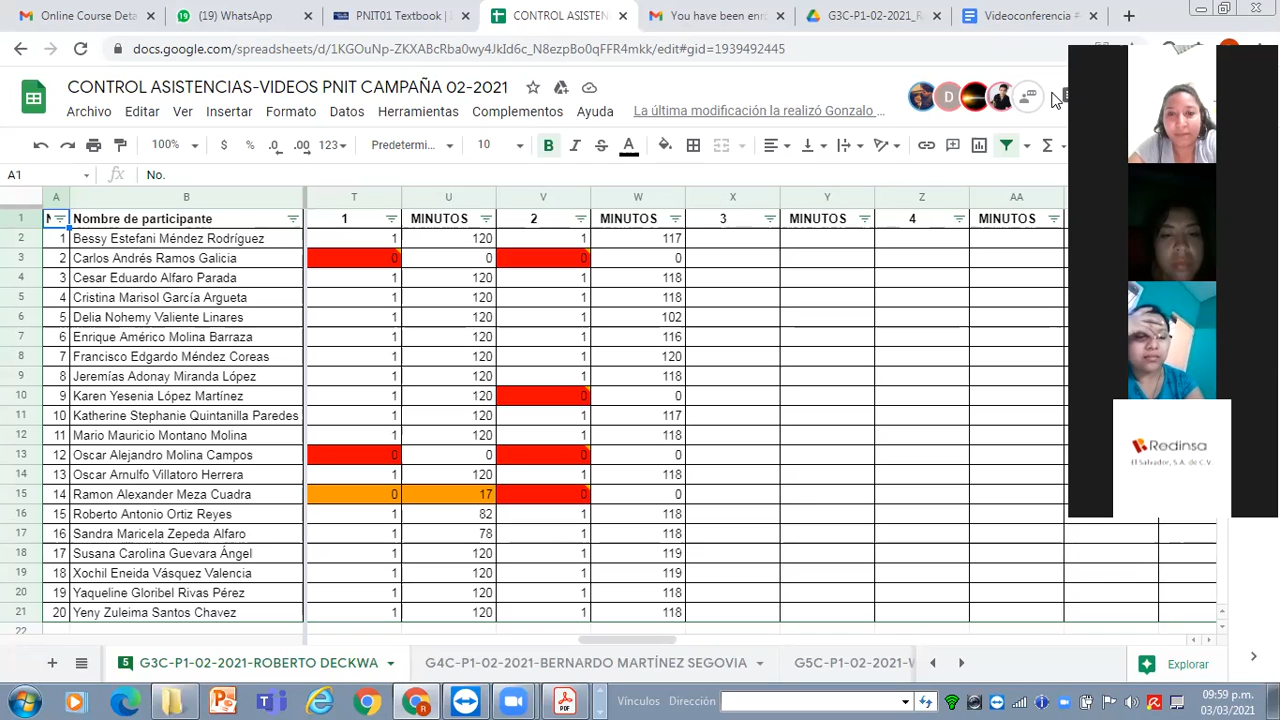 Online Course Deta
(19) WhatsApp
PNIT01 Textbook |
CONTROL ASISTEN
You have been
G3C-P1-02-2021_
Videoconferencia
docs.google.com/spreadsheets/d/
/edit#gid=1939492445
CONTROL ASISTENCIAS-VIDEOS PNIT CAMPAÑA 02-2021
Archivo Editar Ver Insertar Formato Datos Herramientas Complementos Ayuda La última modificación la realizó Gonzalo ...
D
100% $ % .0 .00 123 Predetermi... 10 B I S A Σ
A1 fx No.
A B T U V W X Y Z AA
1 Nombre de participante 1 MINUTOS 2 MINUTOS 3 MINUTOS 4 MINUTOS
2 1 Bessy Estefani Méndez Rodríguez 1 120 1 117
3 2 Carlos Andrés Ramos Galicia 0 0 0 0
4 3 Cesar Eduardo Alfaro Parada 1 120 1 118
5 4 Cristina Marisol García Argueta 1 120 1 118
6 5 Delia Nohemy Valiente Linares 1 120 1 102
7 6 Enrique Américo Molina Barraza 1 120 1 116
8 7 Francisco Edgardo Méndez Coreas 1 120 1 120
9 8 Jeremías Adonay Miranda López 1 120 1 118
10 9 Karen Yesenia López Martínez 1 120 0 0
11 10 Katherine Stephanie Quintanilla Paredes 1 120 1 117
12 11 Mario Mauricio Montano Molina 1 120 1 118
13 12 Oscar Alejandro Molina Campos 0 0 0 0
14 13 Oscar Arnulfo Villatoro Herrera 1 120 1 118
15 14 Ramon Alexander Meza Cuadra 0 17 0 0
16 15 Roberto Antonio Ortiz Reyes 1 82 1 118
17 16 Sandra Maricela Zepeda Alfaro 1 78 1 118
18 17 Susana Carolina Guevara Ángel 1 120 1 119
19 18 Xochil Eneida Vásquez Valencia 1 120 1 119
20 19 Yaqueline Gloribel Rivas Pérez 1 120 1 118
21 20 Yeny Zuleima Santos Chavez 1 120 1 118
22
Redinsa
El Salvador, S.A. de C.V.
5 G3C-P1-02-2021-ROBERTO DECKWA G4C-P1-02-2021-BERNARDO MARTÍNEZ SEGOVIA G5C-P1-02-2021- Explorar
Vínculos Dirección
09:59 p.m.
03/03/2021